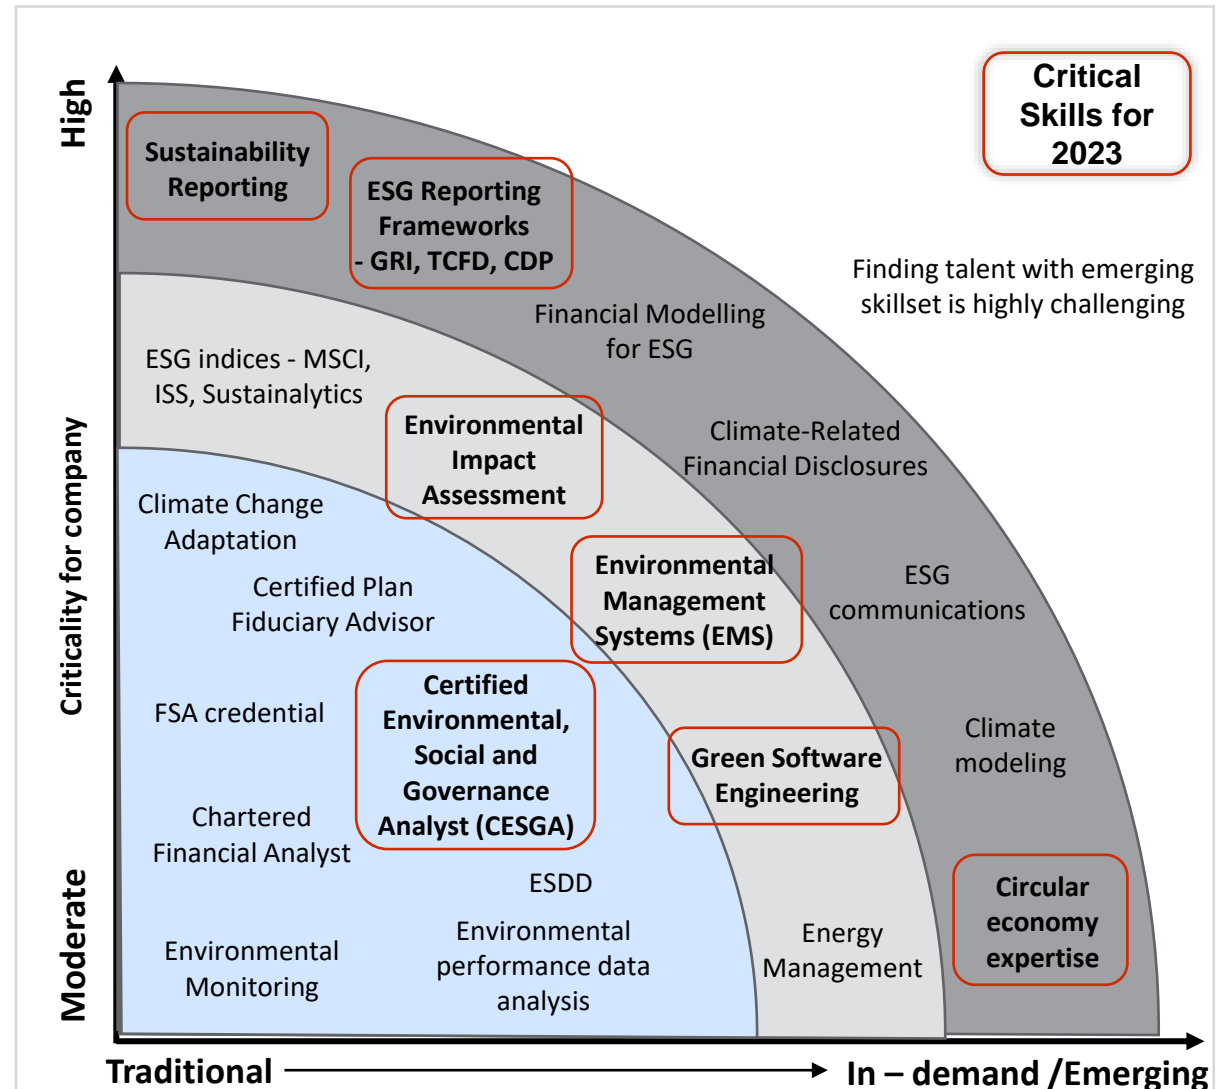 High
Critical
Skills for
2023
Sustainability
Reporting
ESG Reporting
Frameworks
- GRI, TCFD, CDP
Finding talent with emerging
skillset is highly challenging
Financial Modelling
for ESG
ESG indices - MSCI,
ISS, Sustainalytics
Environmental
Impact
Assessment
Climate-Related
Financial Disclosures
Criticality for company
Climate Change
Adaptation
Certified Plan
Fiduciary Advisor
Environmental
Management
Systems (EMS)
ESG
communications
FSA credential
Certified
Environmental,
Social and
Governance
Analyst (CESGA)
Green Software
Engineering
Climate
modeling
Chartered
Financial Analyst
ESDD
Circular
economy
expertise
Moderate
Environmental
Monitoring
Environmental
performance data
analysis
Energy
Management
Traditional
In – demand /Emerging